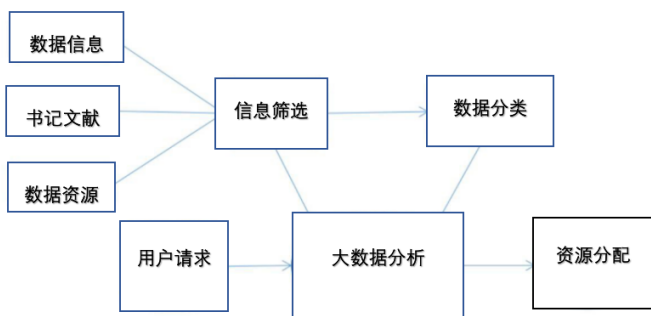 数据信息
书记文献
数据资源
信息筛选
数据分类
用户请求
大数据分析
资源分配